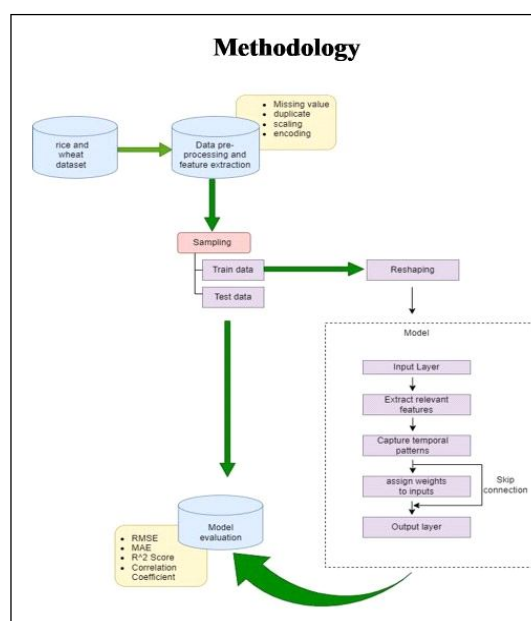 Methodology
Missing value
duplicate
scaling
encoding
rice and
wheat
dataset
Data pre-
processing and
feature extraction
Sampling
Train data
Test data
Reshaping
Model
Input Layer
Extract relevant
features
Capture temporal
patterns
assign weights
to inputs
Skip
connection
Output layer
Model
evaluation
RMSE
MAE
R^2 Score
Correlation
Coefficient